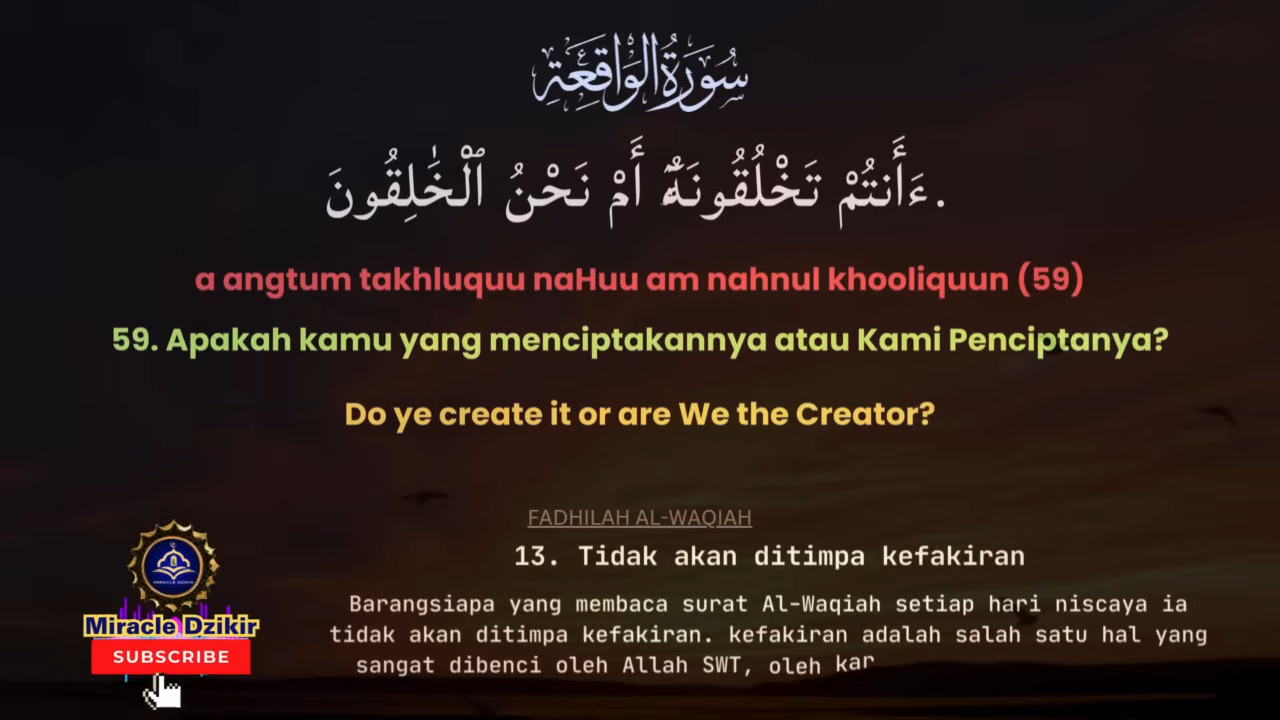 سُورَةُ الوَاقِعَةِ
ءَأَنتُمْ تَخْلُقُونَهُۥٓ أَمْ نَحْنُ ٱلْخَٰلِقُونَ.
a angtum takhluquu naHuu am nahnul khooliquun (59)
59. Apakah kamu yang menciptakannya atau Kami Penciptanya?
Do ye create it or are We the Creator?
FADHILAH AL-WAQIAH
13. Tidak akan ditimpa kefakiran
Barangsiapa yang membaca surat Al-Waqiah setiap hari niscaya ia
tidak akan ditimpa kefakiran. kefakiran adalah salah satu hal yang
sangat dibenci oleh Allah SWT, oleh kar
MIRACLE DZIKIR
Miracle Dzikir
SUBSCRIBE